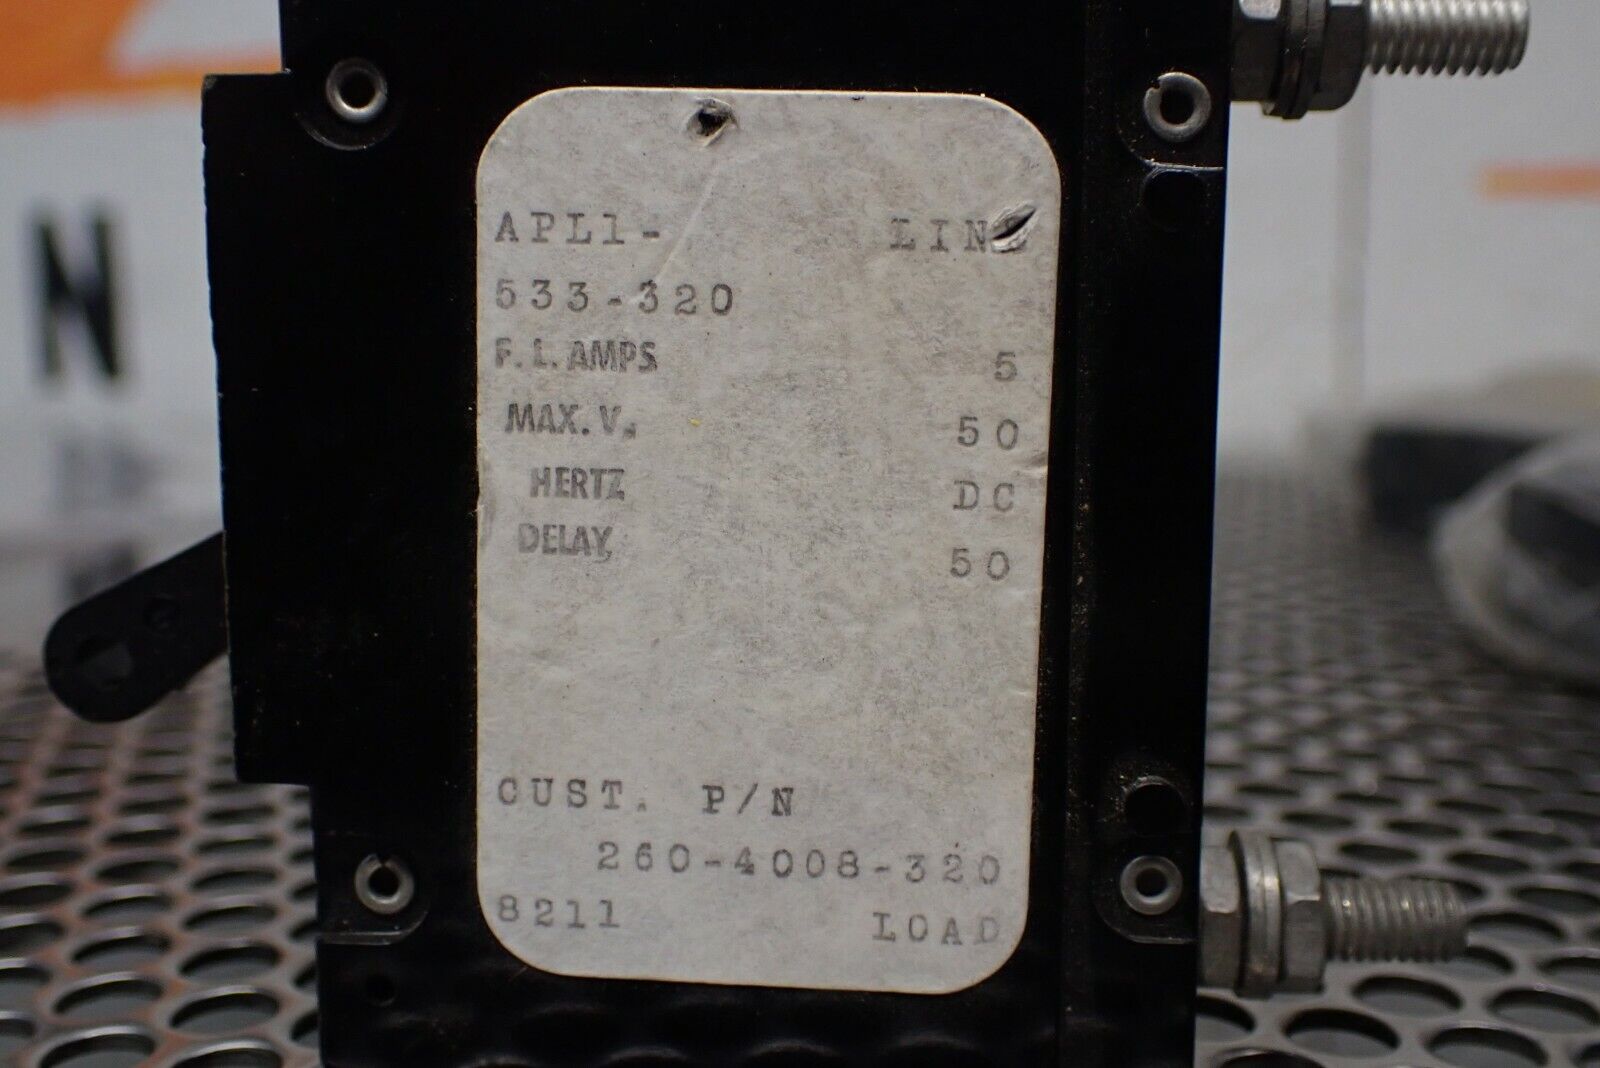 N
APL1- LINE
533-320
F.L. AMPS 5
MAX. V. 50
HERTZ DC
DELAY, 50
CUST. P/N
260-4008-320
8211 LOAD